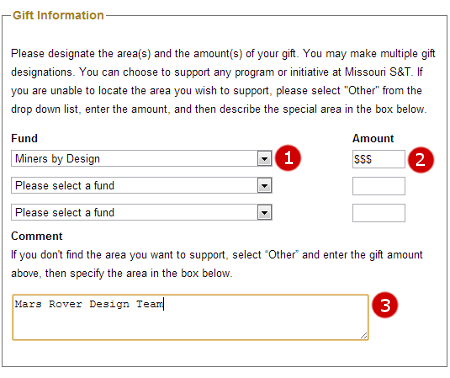 Gift Information
Please designate the area(s) and the amount(s) of your gift. You may make multiple gift
designations. You can choose to support any program or initiative at Missouri S&T. If
you are unable to locate the area you wish to support, please select "Other" from the
drop down list, enter the amount, and then describe the special area in the box below.
Fund Amount
Miners by Design 1 $$$ 2
Please select a fund
Please select a fund
Comment
If you don't find the area you want to support, select "Other" and enter the gift amount
above, then specify the area in the box below.
Mars Rover Design Team 3